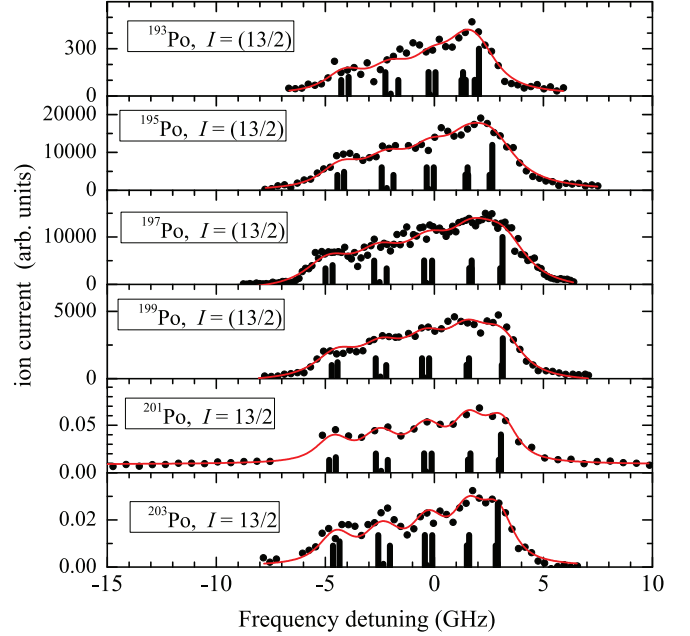 ¹⁹³Po, I = (13/2)
300
0
20000
¹⁹⁵Po, I = (13/2)
10000
0
¹⁹⁷Po, I = (13/2)
10000
0
ion current (arb. units)
¹⁹⁹Po, I = (13/2)
5000
0
²⁰¹Po, I = 13/2
0.05
0.00
²⁰³Po, I = 13/2
0.02
0.00
-15 -10 -5 0 5 10
Frequency detuning (GHz)